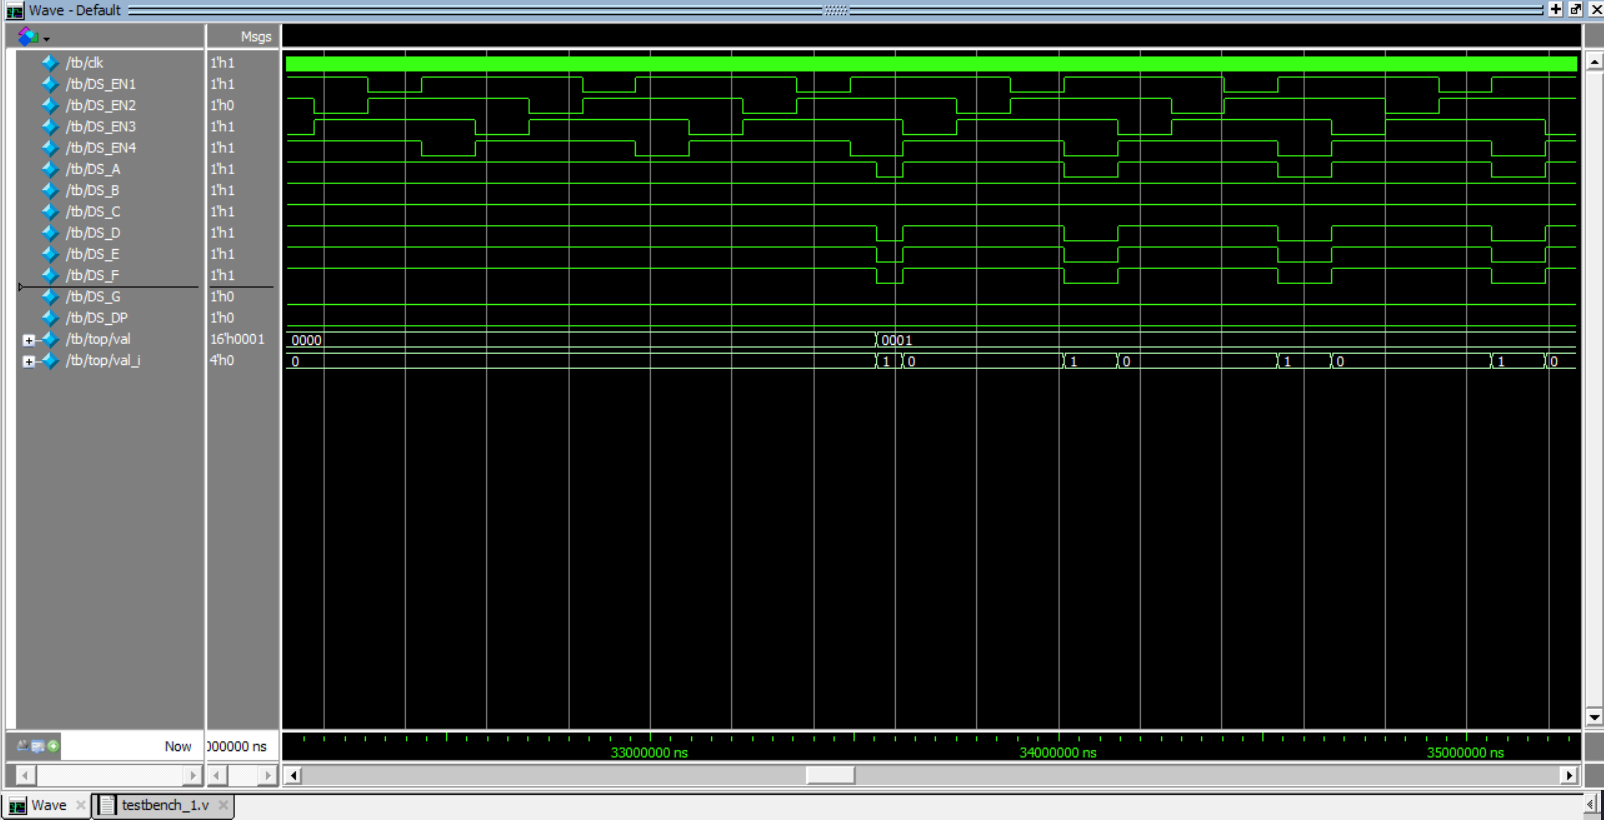 Wave - Default
Msgs
/tb/clk 1'h1
/tb/DS_EN1 1'h1
/tb/DS_EN2 1'h0
/tb/DS_EN3 1'h1
/tb/DS_EN4 1'h1
/tb/DS_A 1'h1
/tb/DS_B 1'h1
/tb/DS_C 1'h1
/tb/DS_D 1'h1
/tb/DS_E 1'h1
/tb/DS_F 1'h1
/tb/DS_G 1'h0
/tb/DS_DP 1'h0
/tb/top/val 16'h0001 0000 0001
/tb/top/val_i 4'h0 0 1 0 1 0 1 0 1 0
Now 000000 ns 33000000 ns 34000000 ns 35000000 ns
Wave testbench_1.v